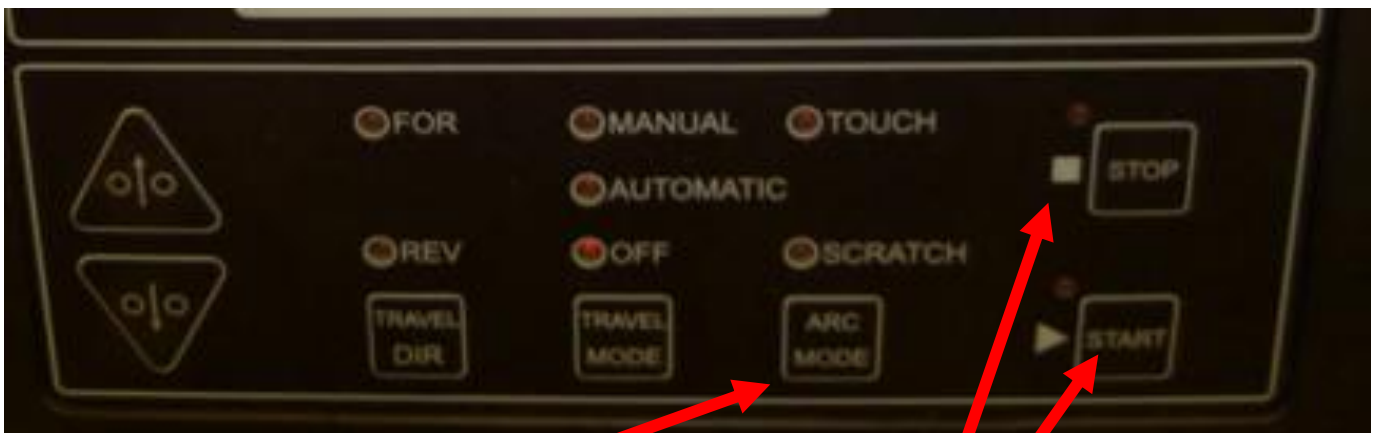 FOR MANUAL TOUCH
AUTOMATIC
STOP
REV OFF SCRATCH
TRAVEL DIR
TRAVEL MODE
ARC MODE
START